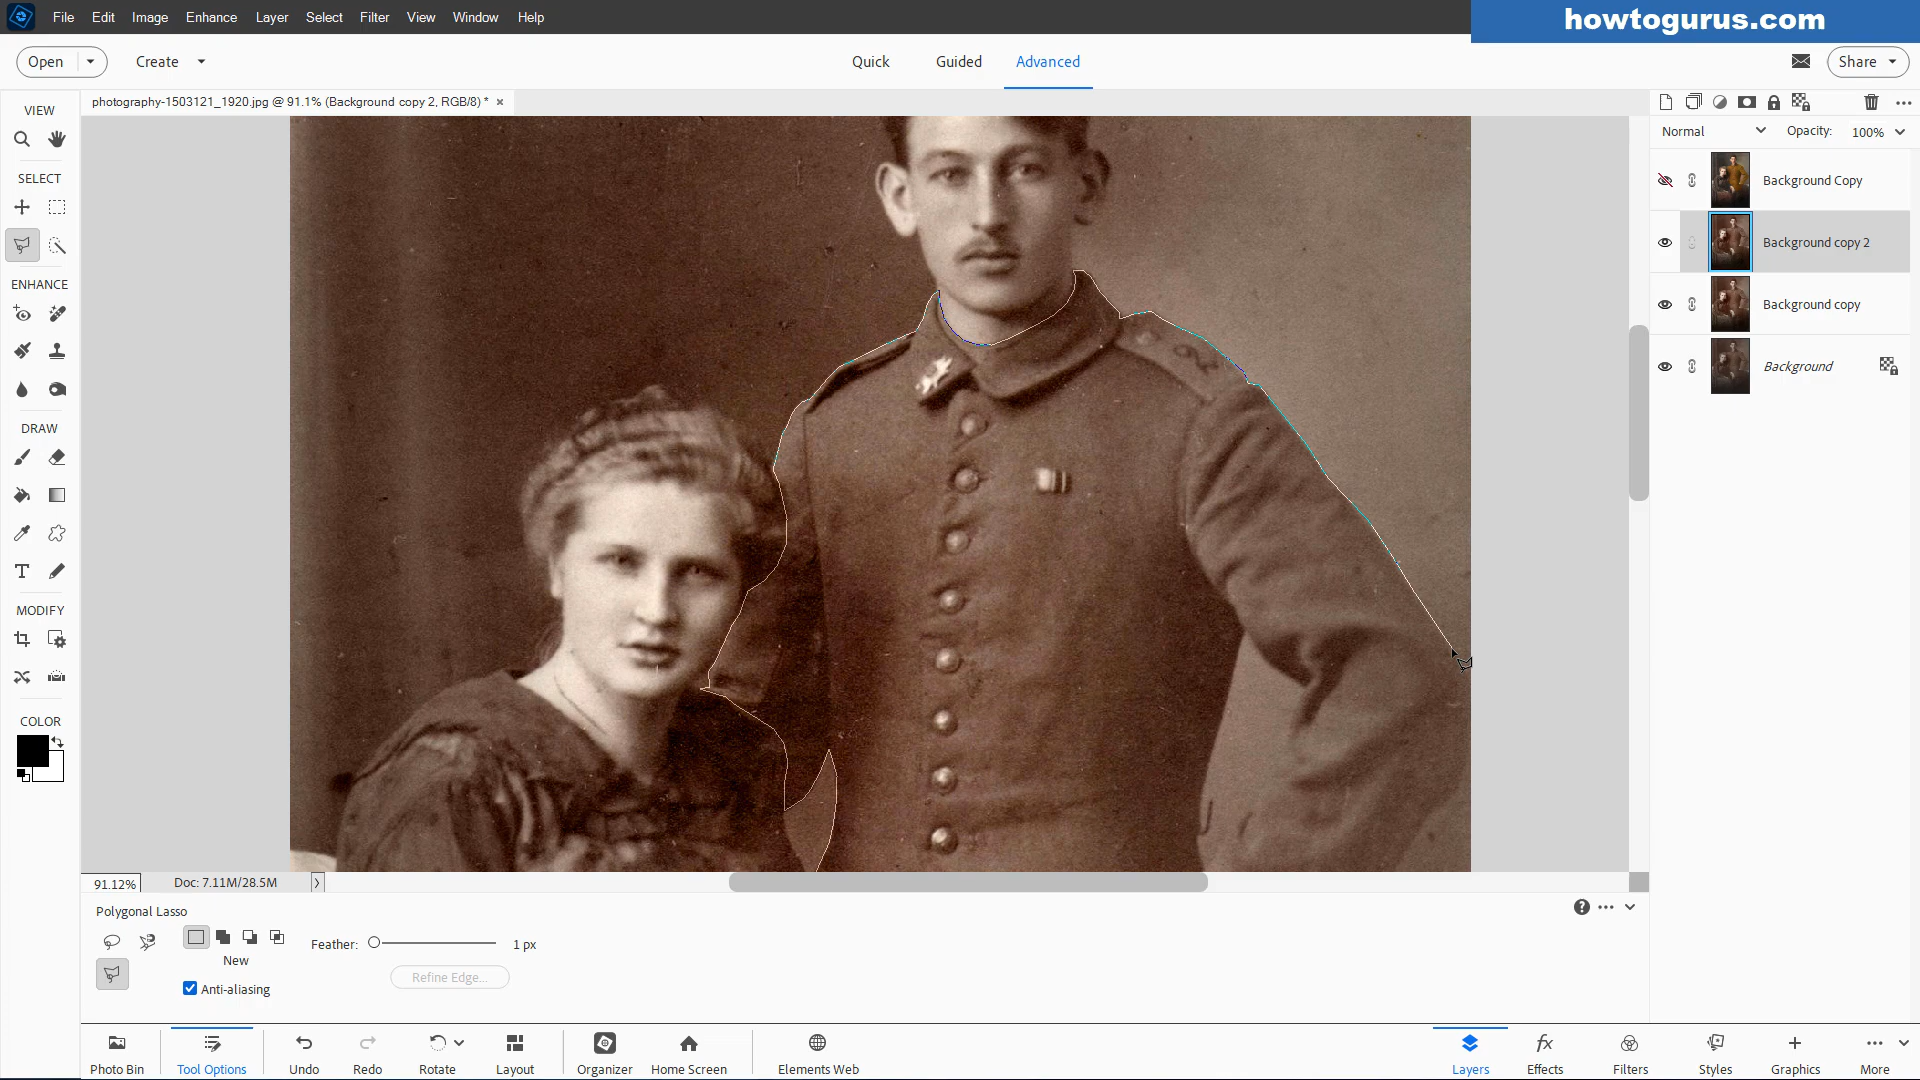 File Edit Image Enhance Layer Select Filter View Window Help
howtogurus.com
Open Create Quick Guided Advanced Share
VIEW
photography-1503121_1920.jpg @ 91.1% (Background copy 2, RGB/8) * ×
Normal Opacity: 100%
SELECT
Background Copy
Background copy 2
ENHANCE
Background copy
Background
DRAW
T
MODIFY
COLOR
91.12% Doc: 7.11M/28.5M
Polygonal Lasso
Feather: 1 px
New
Refine Edge...
Anti-aliasing
Photo Bin Tool Options Undo Redo Rotate Layout Organizer Home Screen Elements Web Layers Effects Filters Styles Graphics More